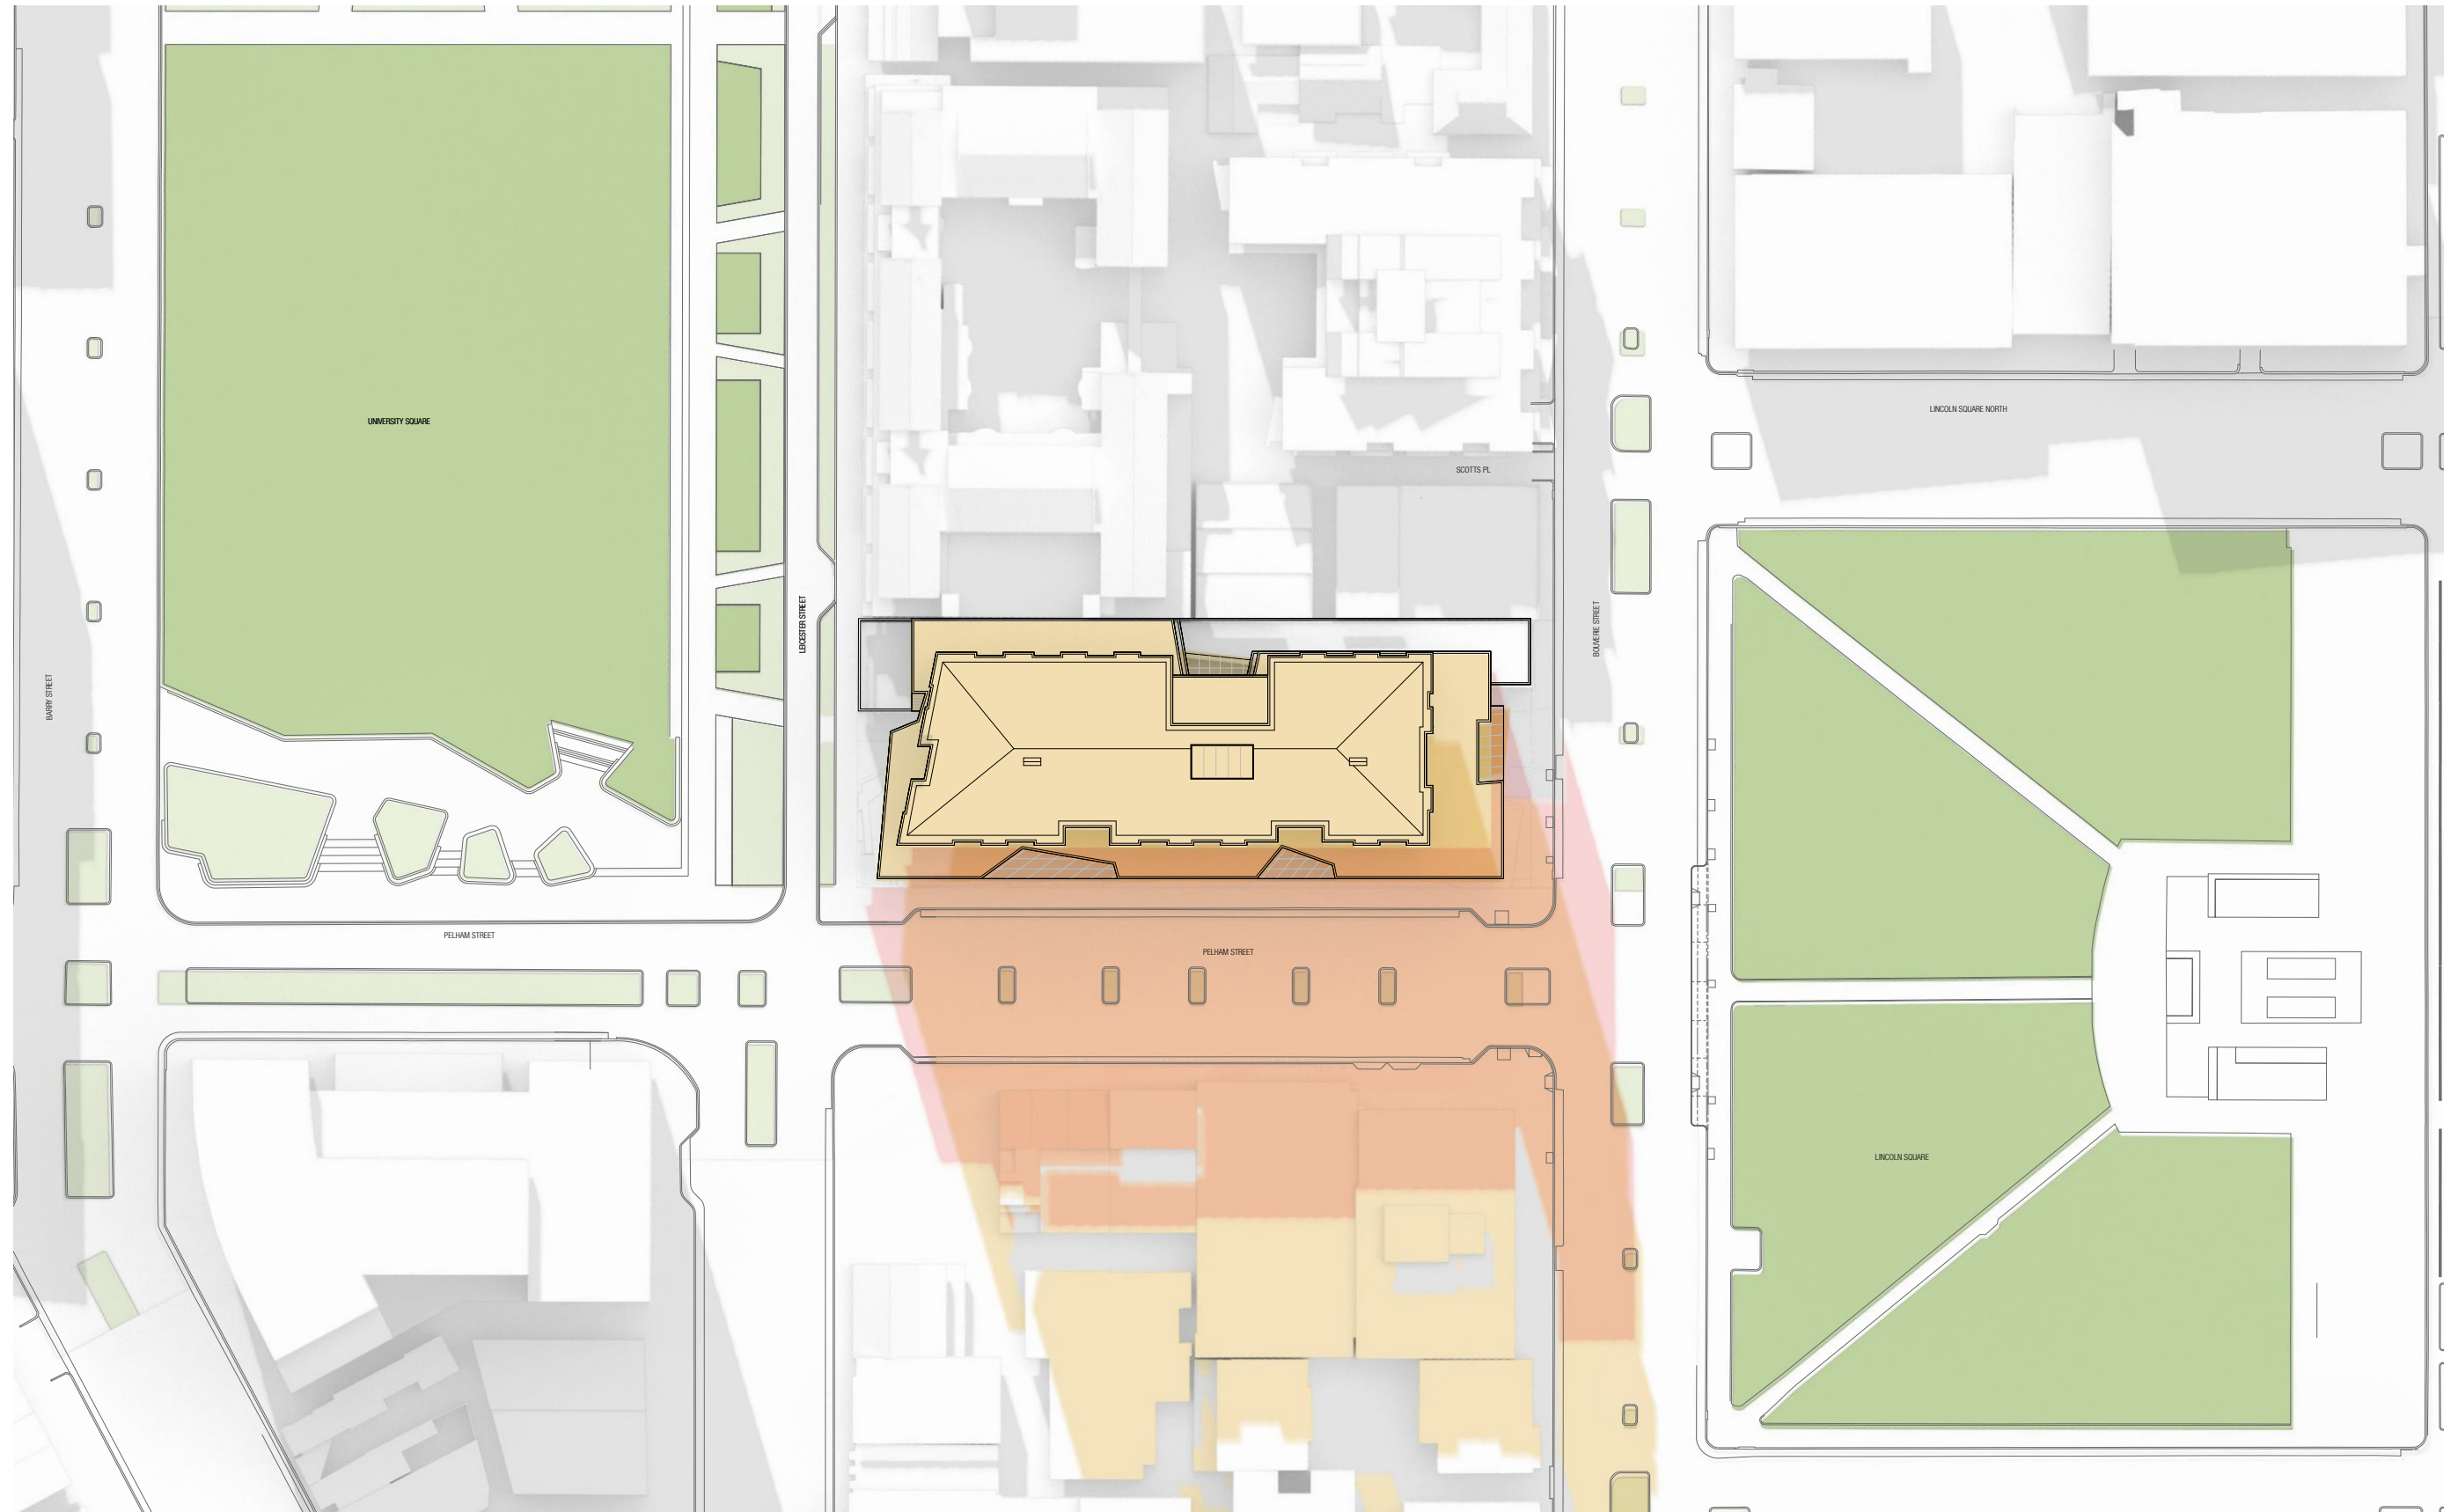 LINCOLN SQUARE NORTH
UNIVERSITY SQUARE
SCOTTS PL
LEICESTER STREET
BOUVERIE STREET
BARRY STREET
PELHAM STREET
PELHAM STREET
LINCOLN SQUARE